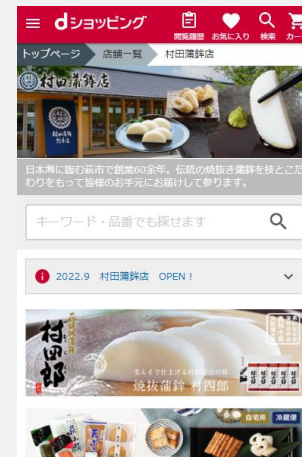 dショッピング
閲覧履歴 お気に入り 検索 カー
トップページ 店舗一覧 村田蒲鉾店
村田蒲鉾店
日本海に臨む萩市で創業60余年。伝統の焼抜き蒲鉾を技とこだ
わりをもって皆様のお手元にお届けして参ります。
キーワード・品番でも探せます
2022.9 村田蒲鉾店 OPEN！
村四郎
焼抜蒲鉾 村四郎
自宅用 冷蔵便